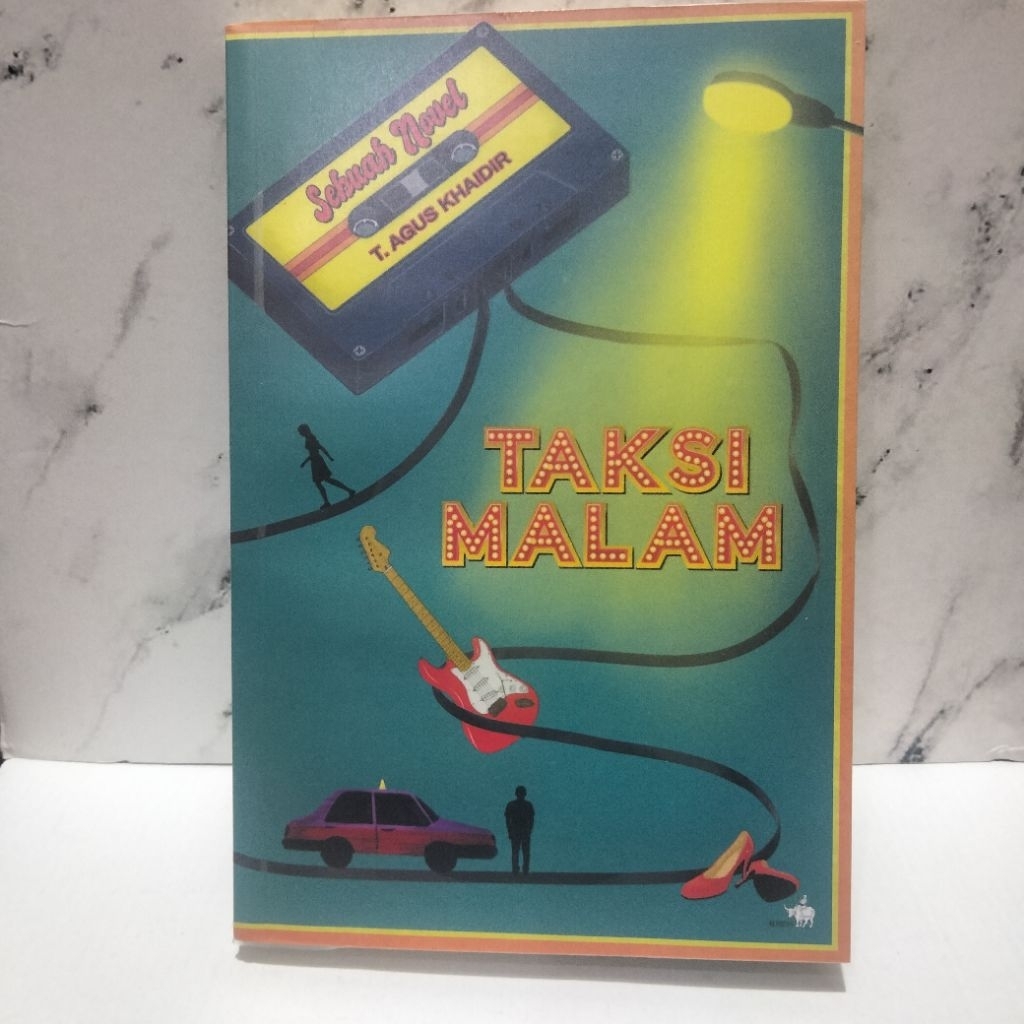 Sebuah Novel
T. AGUS KHAIDIR
TAKSI
MALAM